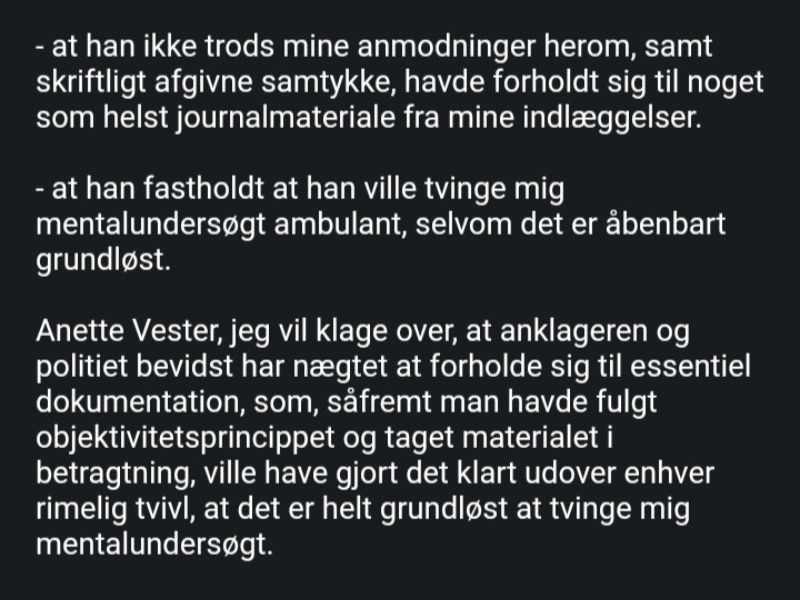 - at han ikke trods mine anmodninger herom, samt
skriftligt afgivne samtykke, havde forholdt sig til noget
som helst journalmateriale fra mine indlæggelser.
- at han fastholdt at han ville tvinge mig
mentalundersøgt ambulant, selvom det er åbenbart
grundløst.
Anette Vester, jeg vil klage over, at anklageren og
politiet bevidst har nægtet at forholde sig til essentiel
dokumentation, som, såfremt man havde fulgt
objektivitetsprincippet og taget materialet i
betragtning, ville have gjort det klart udover enhver
rimelig tvivl, at det er helt grundløst at tvinge mig
mentalundersøgt.